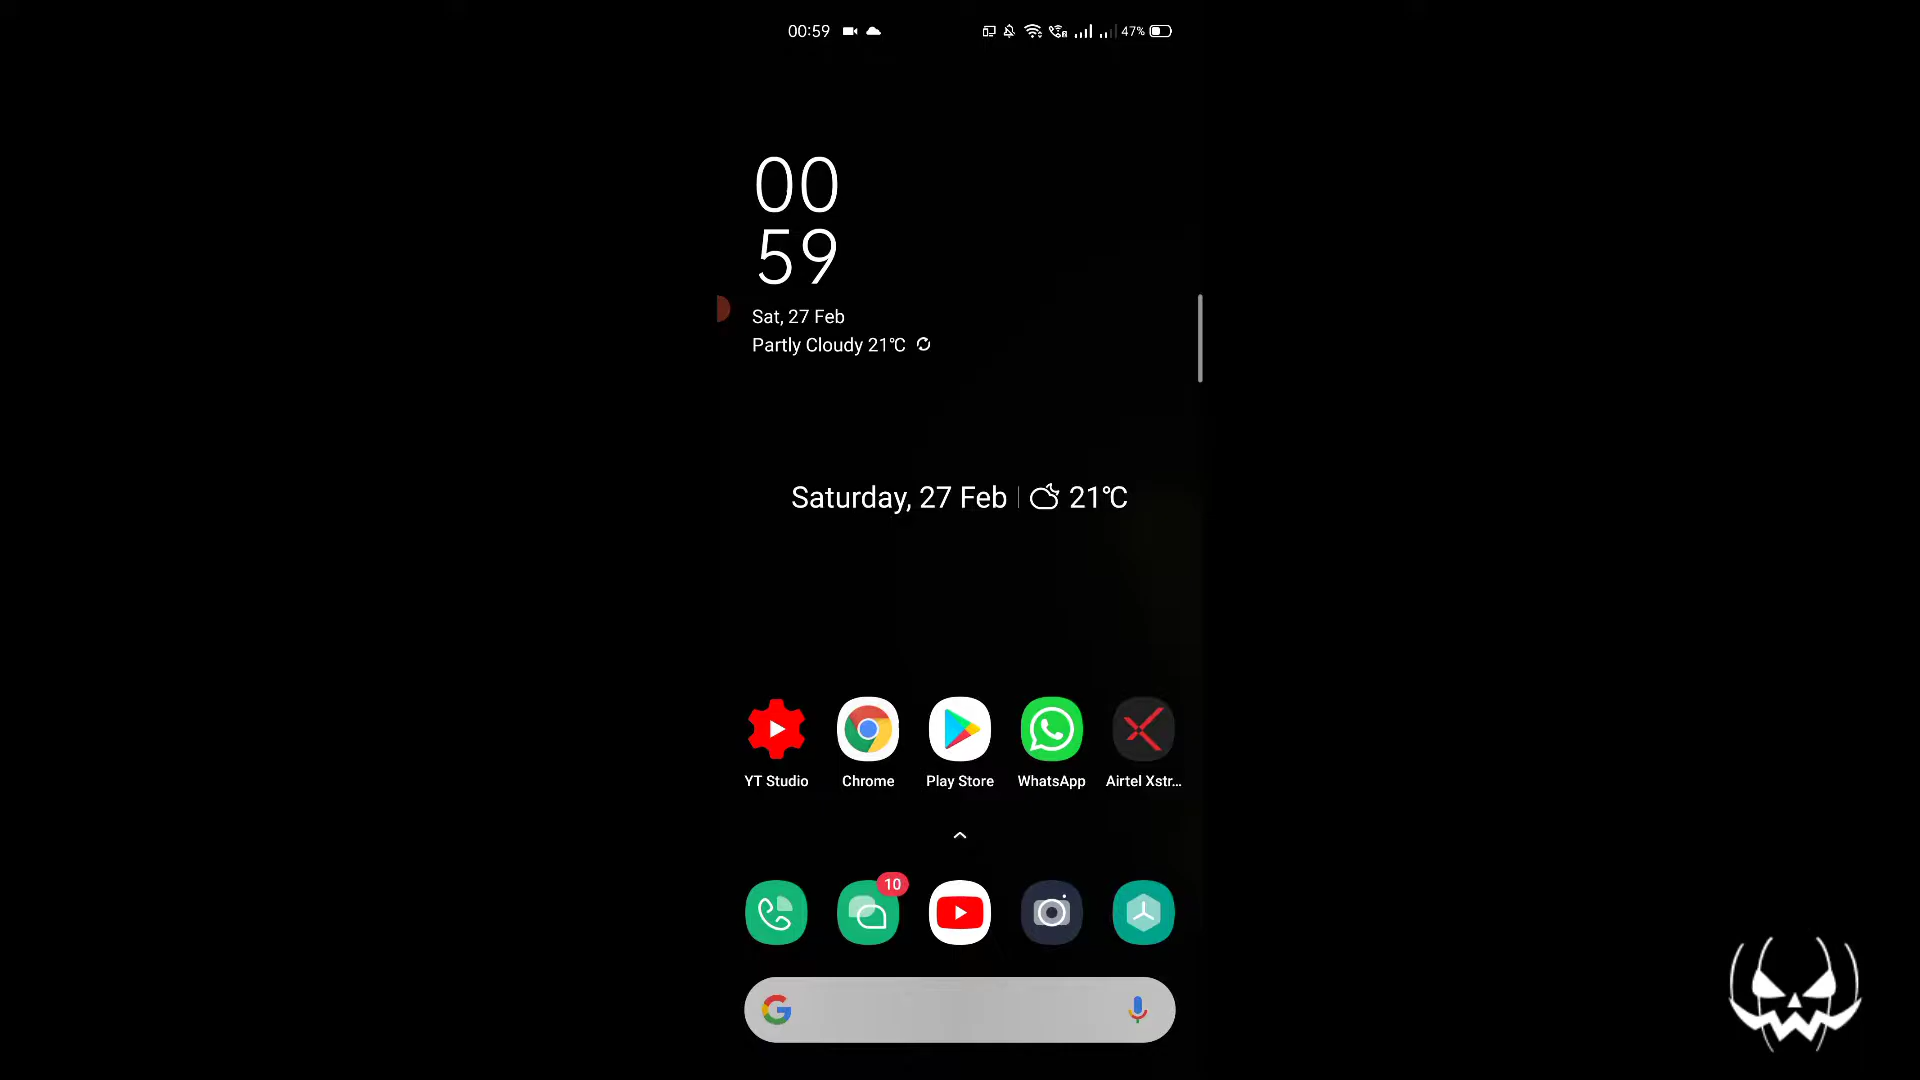 00:59
47%
00
59
Sat, 27 Feb
Partly Cloudy 21℃
Saturday, 27 Feb 21℃
YT Studio Chrome Play Store WhatsApp Airtel Xstr...
10